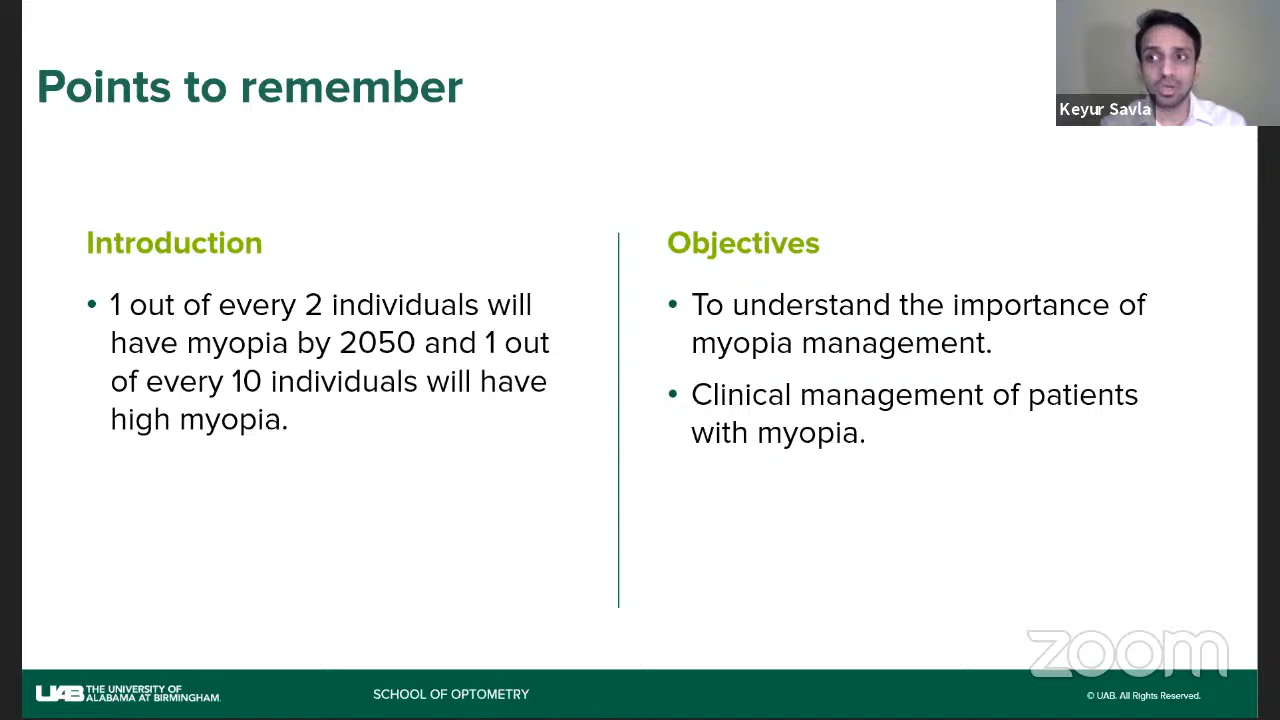 Points to remember
Keyur Savla
Introduction
• 1 out of every 2 individuals will
have myopia by 2050 and 1 out
of every 10 individuals will have
high myopia.
Objectives
• To understand the importance of
myopia management.
• Clinical management of patients
with myopia.
zoom
UAB THE UNIVERSITY OF
ALABAMA AT BIRMINGHAM.
SCHOOL OF OPTOMETRY
© UAB. All Rights Reserved.